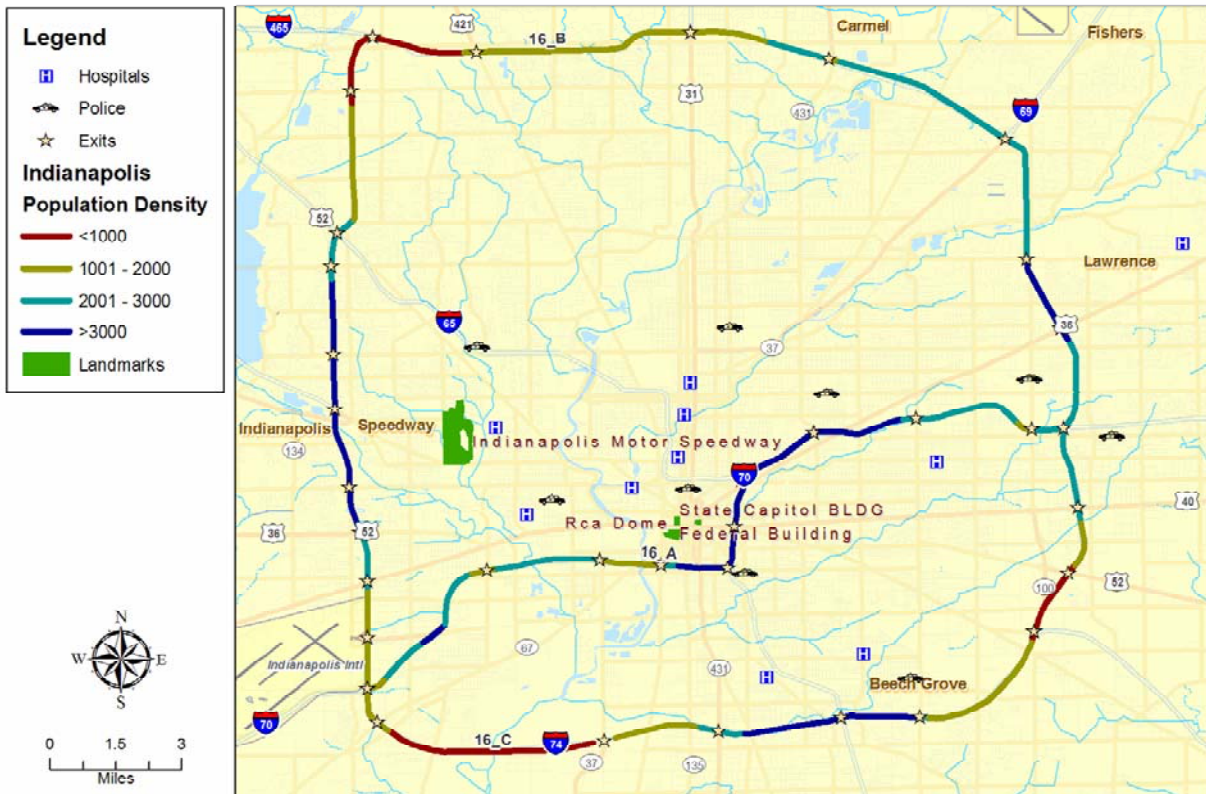 Legend
Hospitals
Police
Exits
Indianapolis
Population Density
<1000
1001 - 2000
2001 - 3000
>3000
Landmarks
465
421
16_B
Carmel
Fishers
31
431
69
52
Lawrence
65
36
37
Indianapolis
Speedway
Indianapolis Motor Speedway
134
70
State Capitol BLDG
Rca Dome
Federal Building
40
36
52
16_A
100
52
67
Indianapolis Intl
431
Beech Grove
70
16_C
74
37
135
N
W
E
S
0
1.5
3
Miles